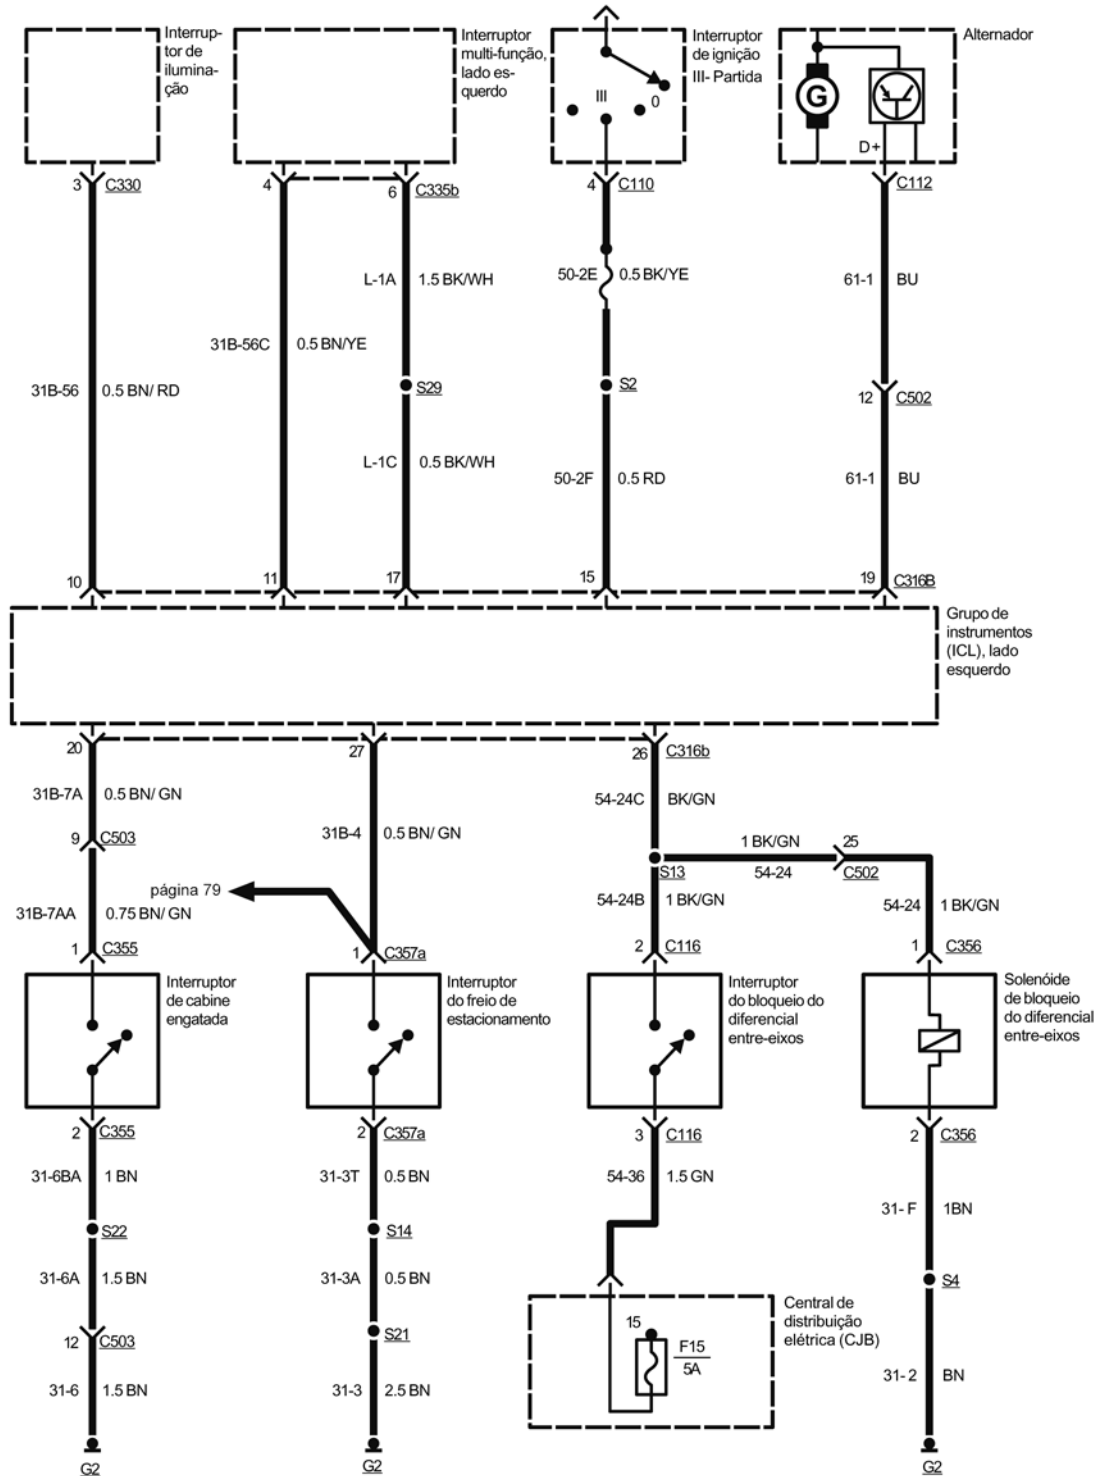 Interrup-
tor de
ilumina-
ção
Interruptor
multi-função,
lado es-
querdo
Interruptor
de ignição
III- Partida
Alternador
III
0
G
D+
3 C330
4
6 C335b
4 C110
C112
L-1A 1.5 BK/WH
50-2E 0.5 BK/YE
61-1 BU
31B-56C 0.5 BN/YE
31B-56 0.5 BN/ RD
S29
S2
12 C502
L-1C 0.5 BK/WH
50-2F 0.5 RD
61-1 BU
10
11
17
15
19 C316B
Grupo de
instrumentos
(ICL), lado
esquerdo
20
27
26 C316b
31B-7A 0.5 BN/ GN
54-24C BK/GN
9 C503
31B-4 0.5 BN/ GN
1 BK/GN 25
S13
54-24 C502
página 79
31B-7AA 0.75 BN/ GN
54-24B 1 BK/GN
54-24 1 BK/GN
1 C355
1 C357a
2 C116
1 C356
Interruptor
de cabine
engatada
Interruptor
do freio de
estacionamento
Interruptor
do bloqueio do
diferencial
entre-eixos
Solenóide
de bloqueio
do diferencial
entre-eixos
2 C355
2 C357a
3 C116
2 C356
31-6BA 1 BN
31-3T 0.5 BN
54-36 1.5 GN
31- F 1BN
S22
S14
31-6A 1.5 BN
31-3A 0.5 BN
S4
12 C503
S21
15
F15
5A
Central de
distribuição
elétrica (CJB)
31-6 1.5 BN
31-3 2.5 BN
31- 2 BN
G2
G2
G2